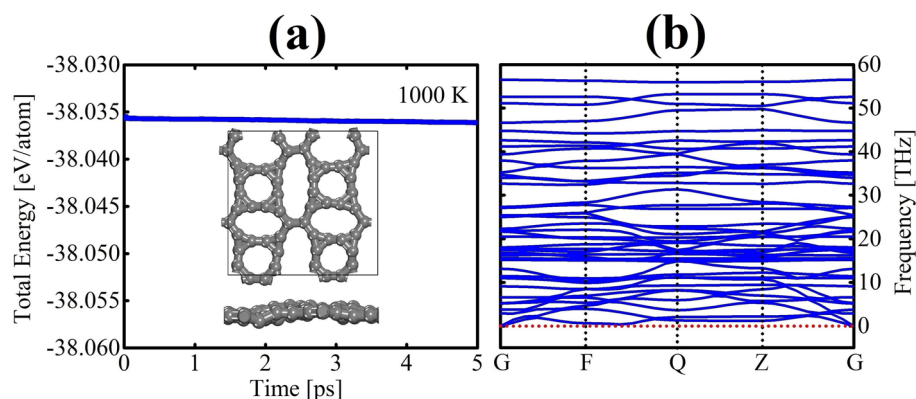 (a)
(b)
-38.030
-38.035
-38.040
-38.045
-38.050
-38.055
-38.060
Total Energy [eV/atom]
1000 K
0
1
2
3
4
5
Time [ps]
60
50
40
30
20
10
0
Frequency [THz]
G
F
Q
Z
G